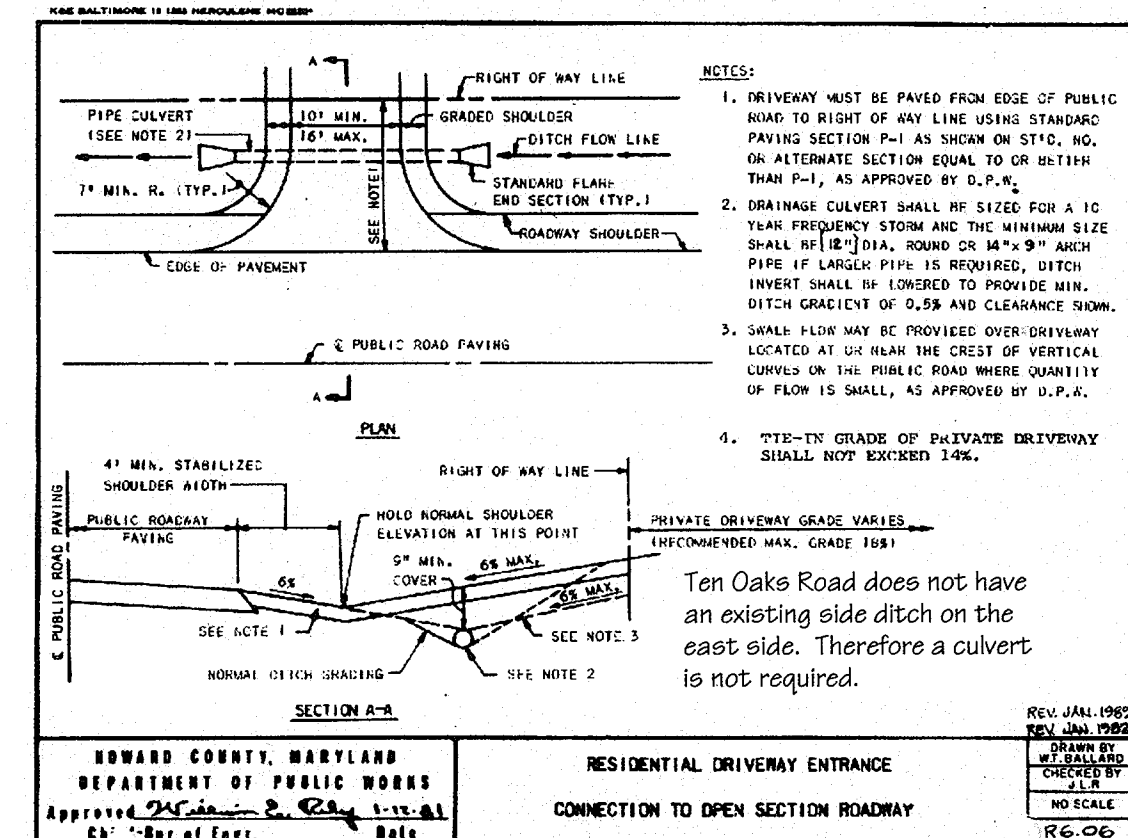 K&E BALTIMORE
A
RIGHT OF WAY LINE
PIPE CULVERT
(SEE NOTE 2)
10' MIN.
16' MAX.
GRADED SHOULDER
DITCH FLOW LINE
7' MIN. R. (TYP.)
SEE NOTE 1
STANDARD FLARE
END SECTION (TYP.)
ROADWAY SHOULDER
EDGE OF PAVEMENT
℄ PUBLIC ROAD PAVING
A
PLAN
NOTES:
1. DRIVEWAY MUST BE PAVED FROM EDGE OF PUBLIC
ROAD TO RIGHT OF WAY LINE USING STANDARD
PAVING SECTION P-1 AS SHOWN ON ST'D. NO.
OR ALTERNATE SECTION EQUAL TO OR BETTER
THAN P-1, AS APPROVED BY D.P.W.
2. DRAINAGE CULVERT SHALL BE SIZED FOR A 10
YEAR FREQUENCY STORM AND THE MINIMUM SIZE
SHALL BE [12"] DIA. ROUND OR 14" x 9" ARCH
PIPE IF LARGER PIPE IS REQUIRED, DITCH
INVERT SHALL BE LOWERED TO PROVIDE MIN.
DITCH GRADIENT OF 0.5% AND CLEARANCE SHOWN.
3. SWALE FLOW MAY BE PROVIDED OVER DRIVEWAY
LOCATED AT OR NEAR THE CREST OF VERTICAL
CURVES ON THE PUBLIC ROAD WHERE QUANTITY
OF FLOW IS SMALL, AS APPROVED BY D.P.W.
4. TIE-IN GRADE OF PRIVATE DRIVEWAY
SHALL NOT EXCEED 14%.
4' MIN. STABILIZED
SHOULDER WIDTH
RIGHT OF WAY LINE
℄ PUBLIC ROAD PAVING
PUBLIC ROADWAY
PAVING
HOLD NORMAL SHOULDER
ELEVATION AT THIS POINT
PRIVATE DRIVEWAY GRADE VARIES
(RECOMMENDED MAX. GRADE 18%)
9" MIN.
COVER
6% MAX.
6%
6% MAX.
SEE NOTE 1
SEE NOTE 3
NORMAL DITCH GRADING
SEE NOTE 2
SECTION A-A
Ten Oaks Road does not have
an existing side ditch on the
east side. Therefore a culvert
is not required.
REV. JAN. 1985
REV. JAN. 1982
HOWARD COUNTY, MARYLAND
DEPARTMENT OF PUBLIC WORKS
Approved William E. Riley 1-12-81
Date
RESIDENTIAL DRIVEWAY ENTRANCE
CONNECTION TO OPEN SECTION ROADWAY
DRAWN BY
W.T. BALLARD
CHECKED BY
J.L.R
NO SCALE
R6.06